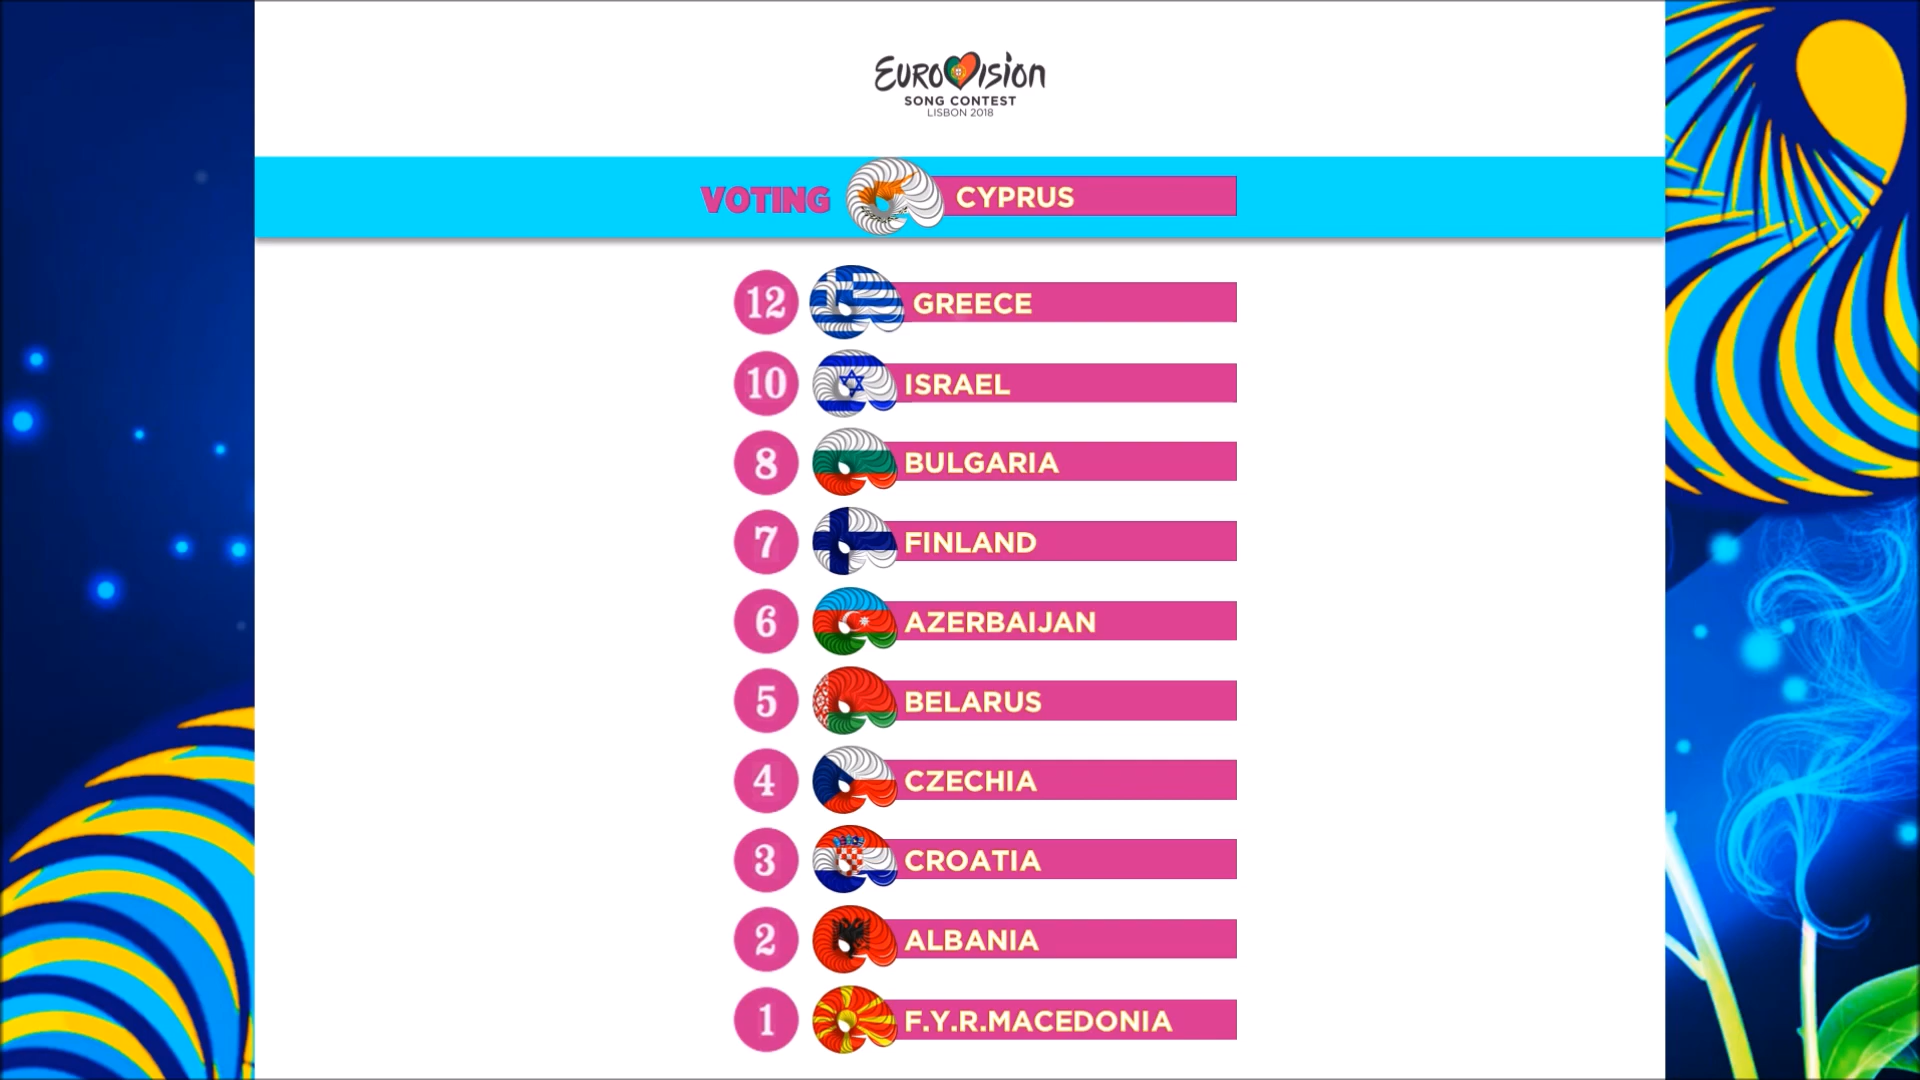 EUROVISION
SONG CONTEST
LISBON 2018
VOTING CYPRUS
12 GREECE
10 ISRAEL
8 BULGARIA
7 FINLAND
6 AZERBAIJAN
5 BELARUS
4 CZECHIA
3 CROATIA
2 ALBANIA
1 F.Y.R.MACEDONIA